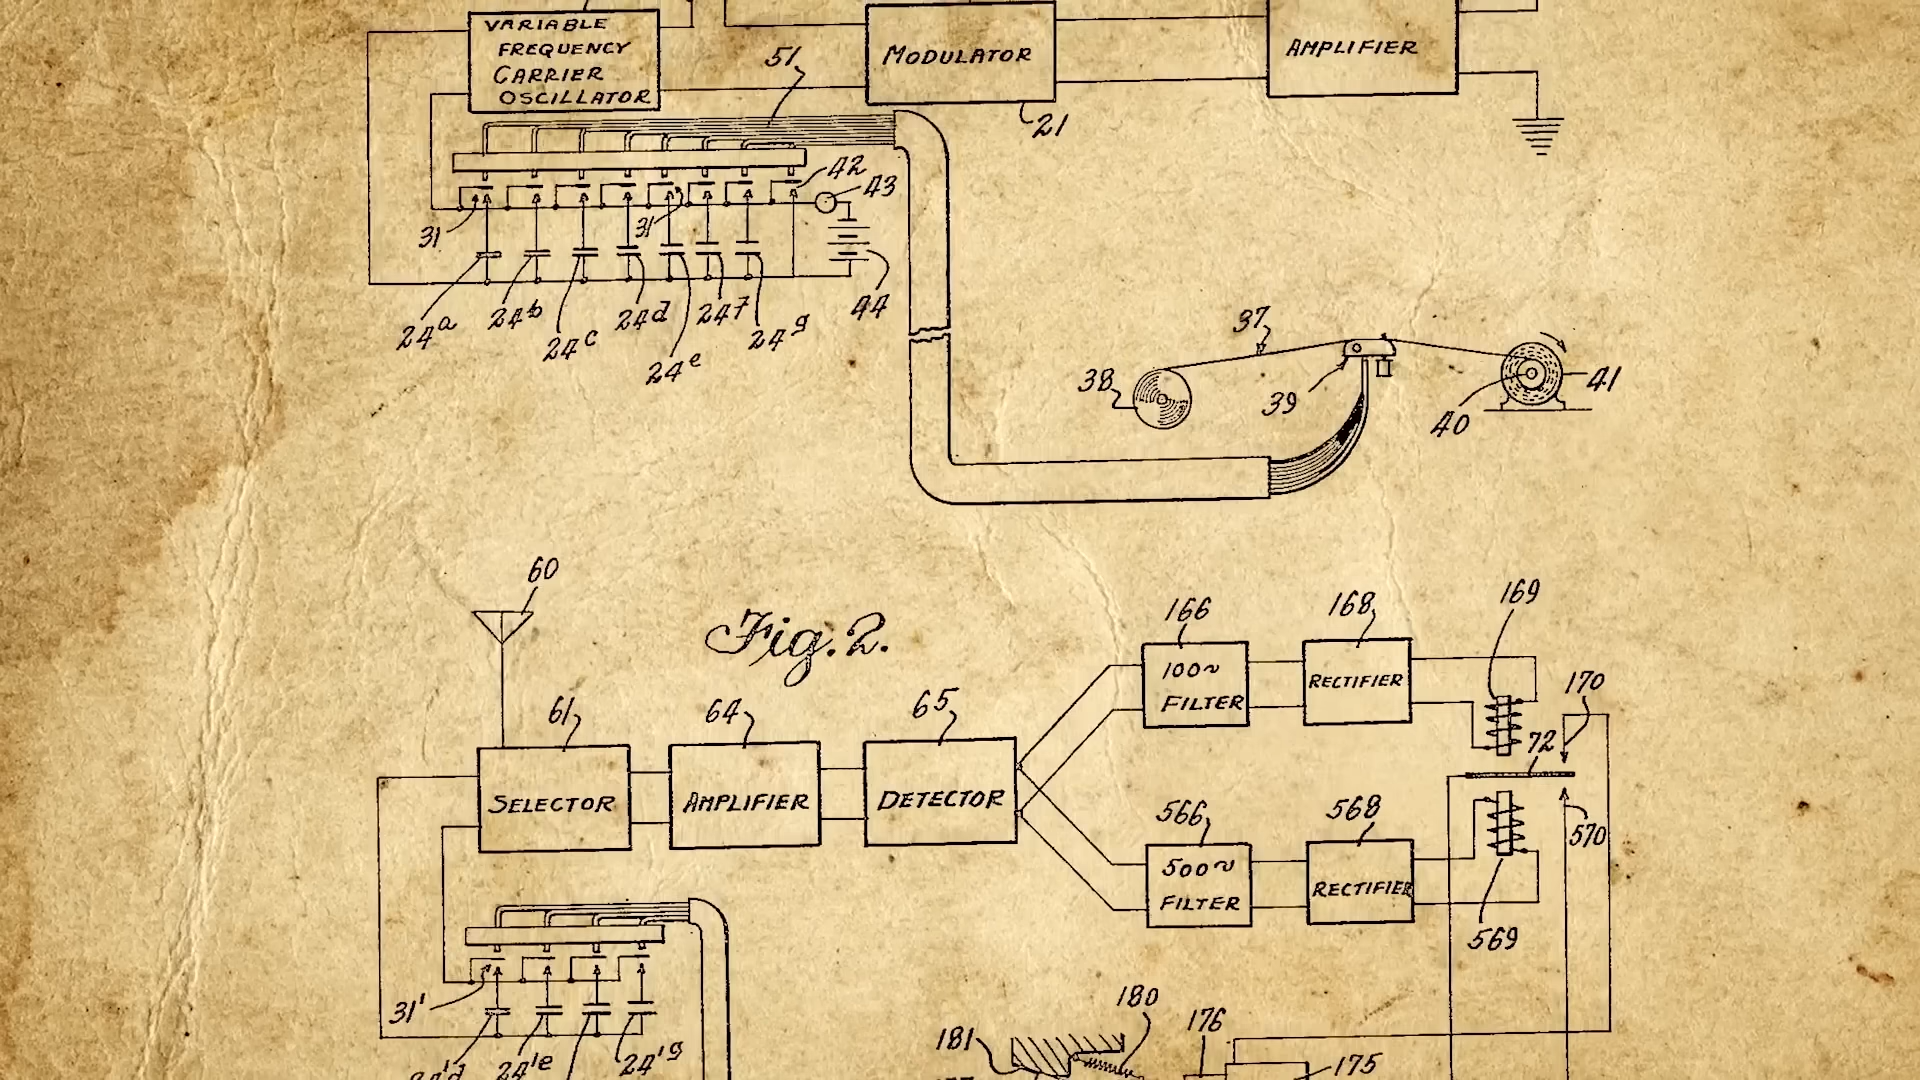 VARIABLE
FREQUENCY
CARRIER
OSCILLATOR
MODULATOR
AMPLIFIER
51
21
42
43
31
31
44
24a
24b
24c
24d
24e
24f
24g
37
38
39
40
41
60
Fig. 2.
61
64
65
SELECTOR
AMPLIFIER
DETECTOR
166
168
169
170
100~
FILTER
RECTIFIER
72
566
568
570
500~
FILTER
RECTIFIER
569
31'
24'd
24'e
24'g
180
181
176
175